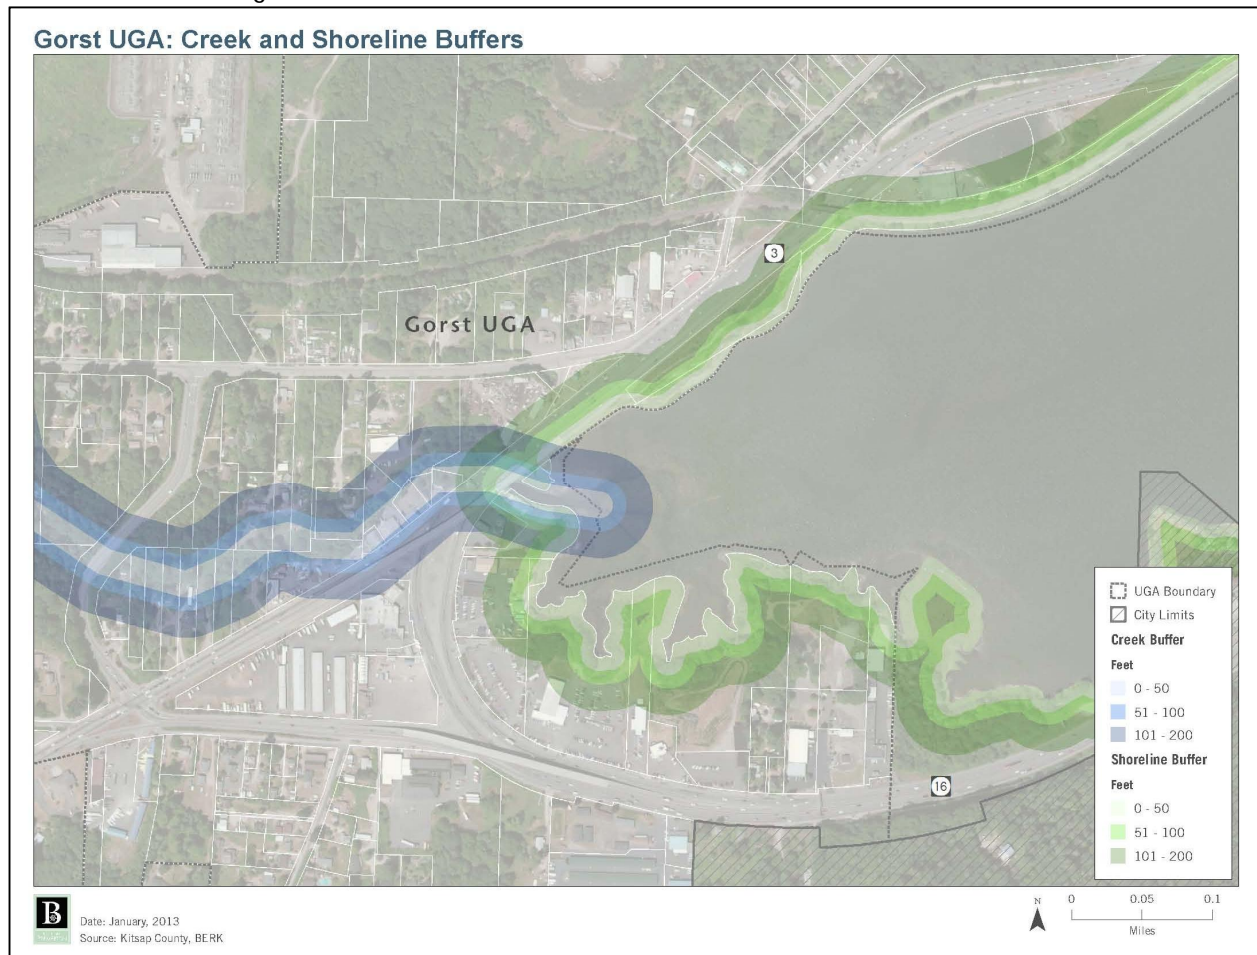 Gorst UGA: Creek and Shoreline Buffers
3
Gorst UGA
16
UGA Boundary
City Limits
Creek Buffer
Feet
0 - 50
51 - 100
101 - 200
Shoreline Buffer
Feet
0 - 50
51 - 100
101 - 200
B
Date: January, 2013
Source: Kitsap County, BERK
N
0 0.05 0.1
Miles